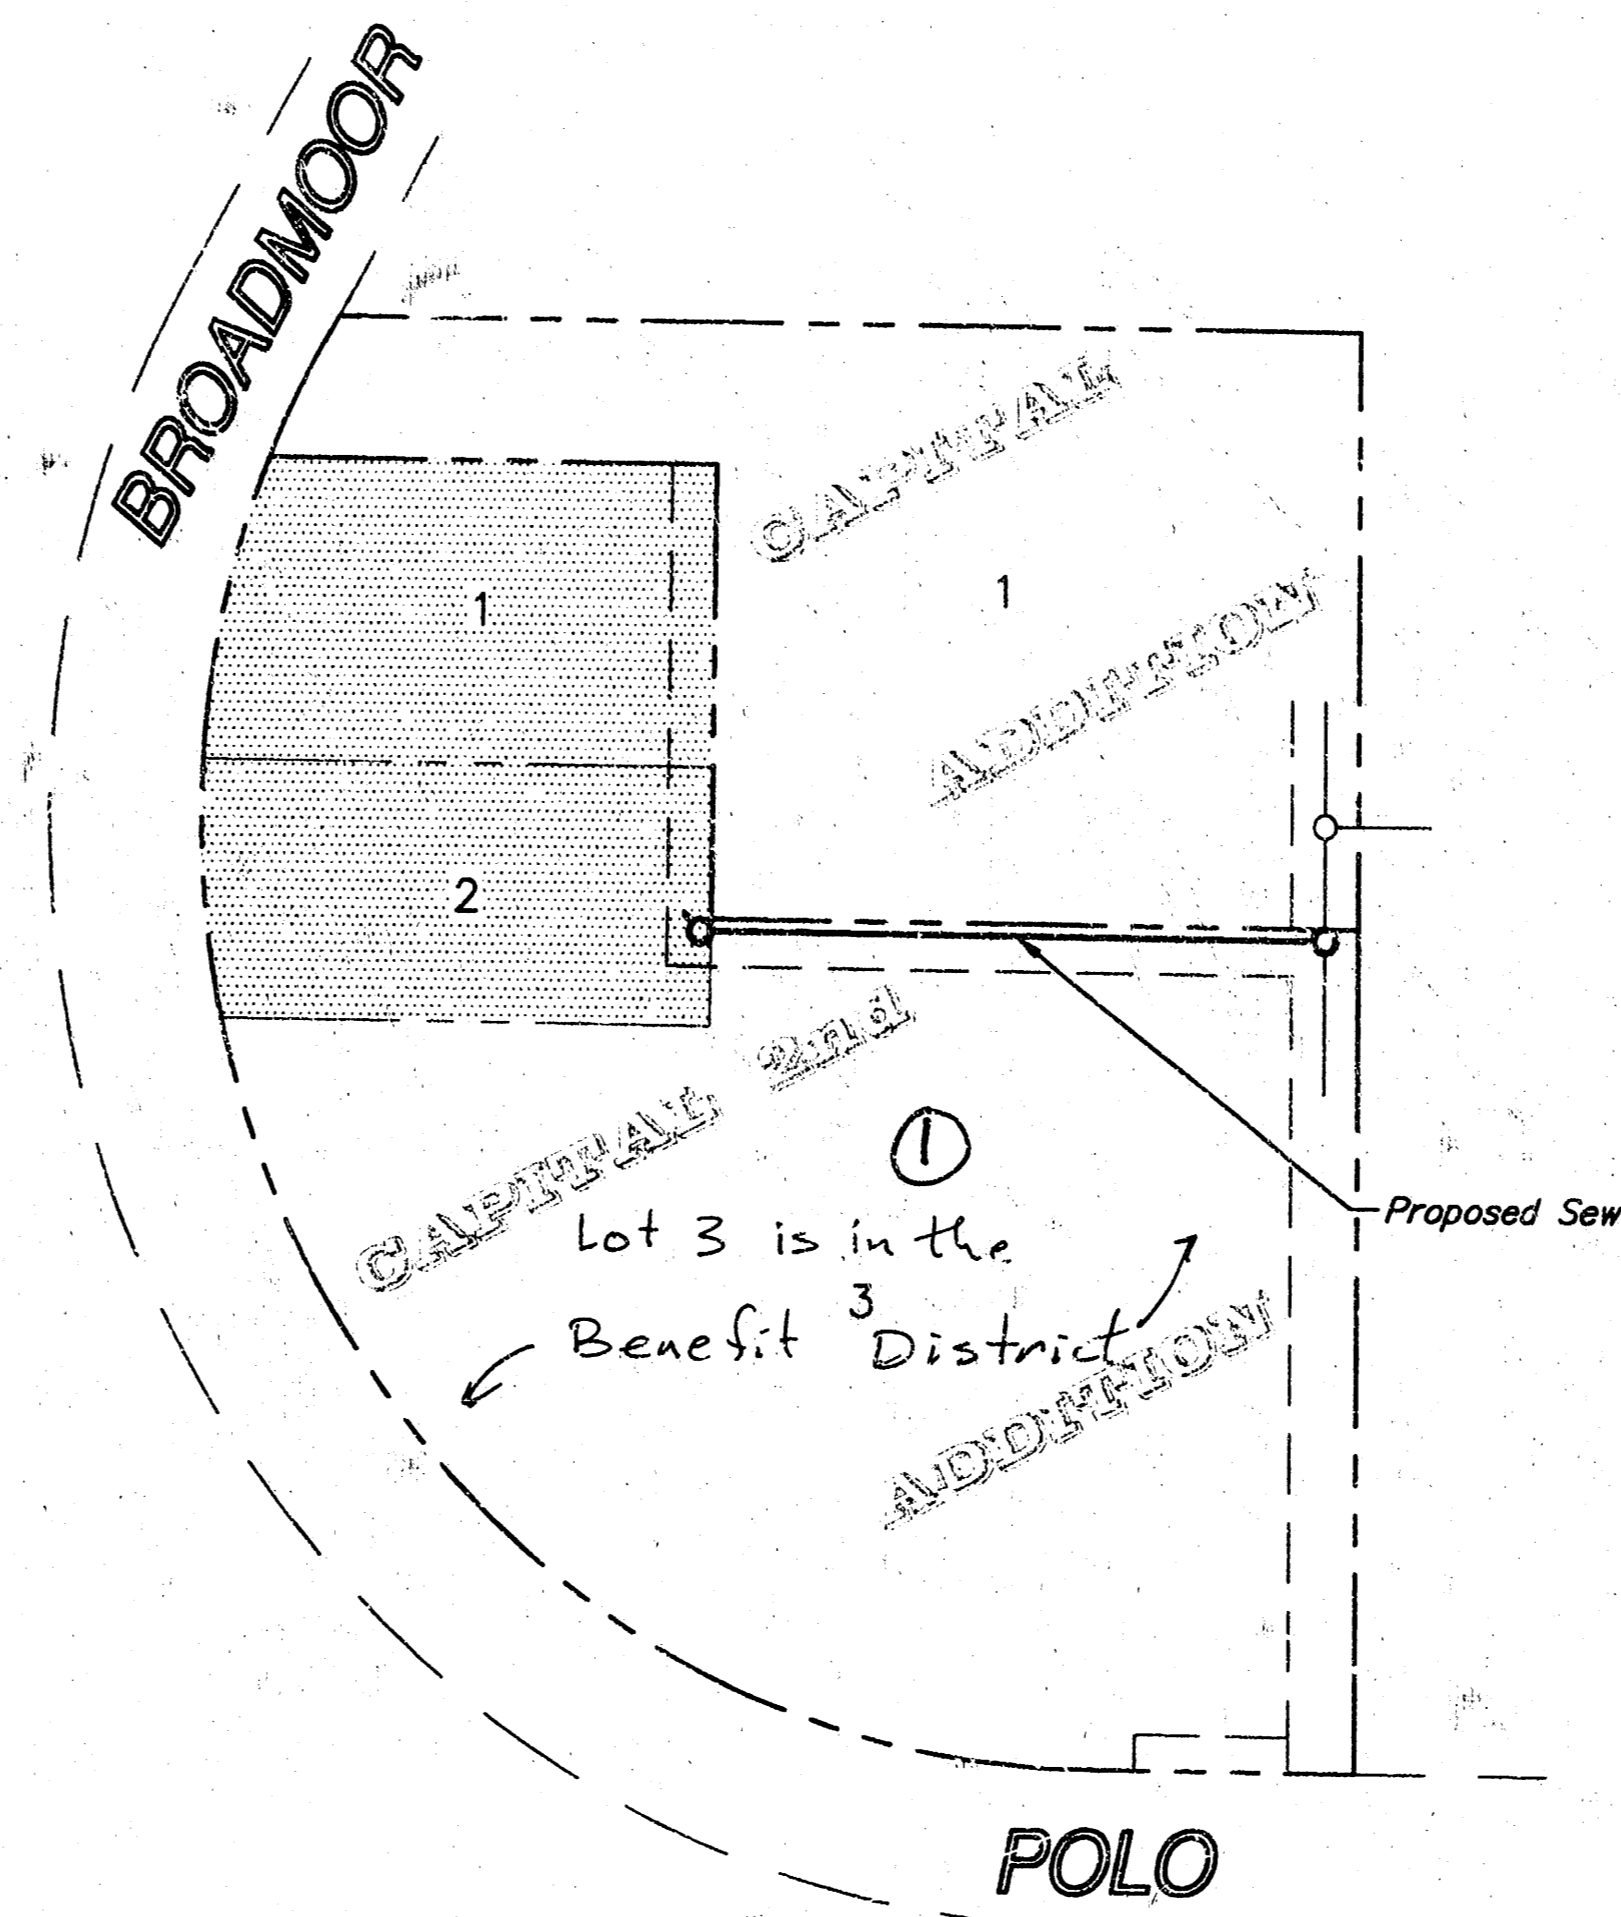 BROADMOOR
CAPITAL
1
1
ADDITION
2
CAPITAL 2nd
1
Lot 3 is in the
3
Benefit District
Proposed Sew
ADDITION
POLO